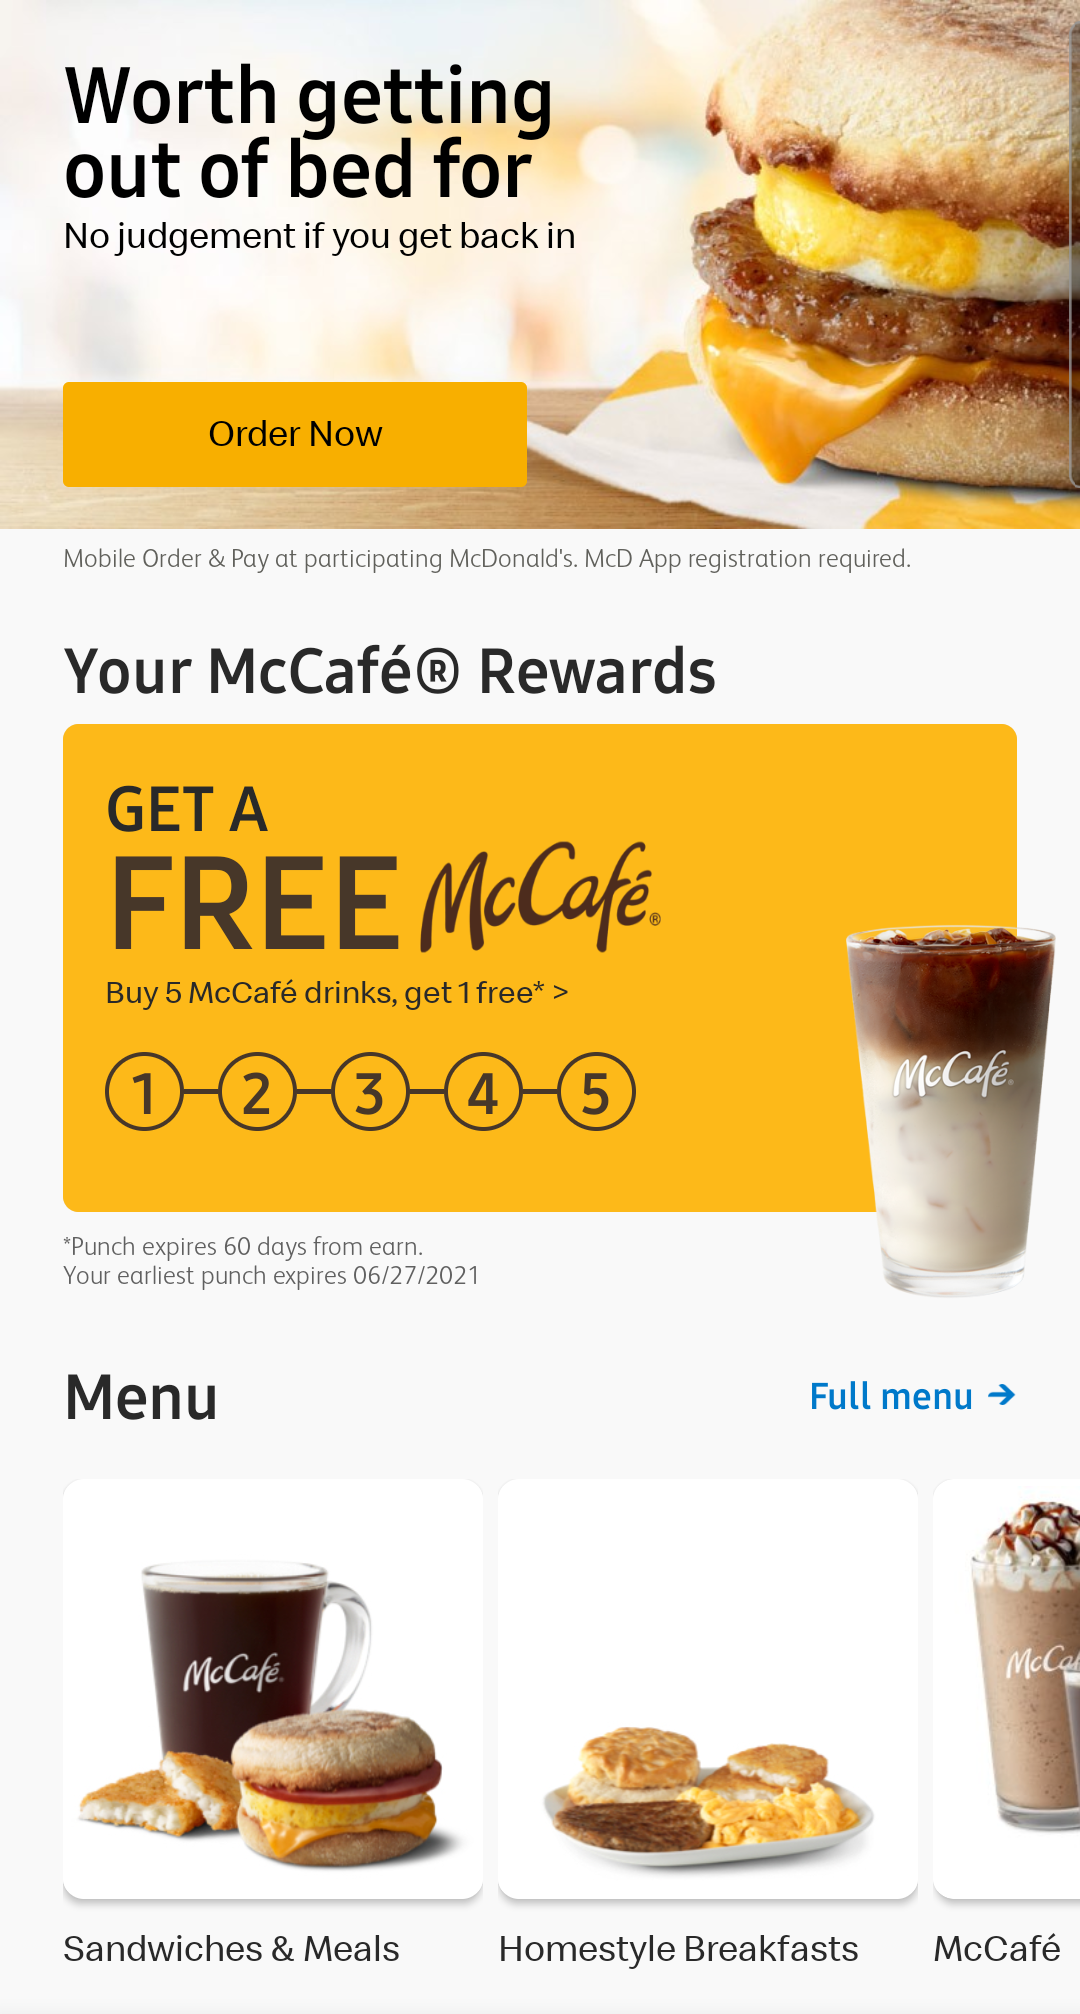 Worth getting
out of bed for
No judgement if you get back in
Order Now
Mobile Order & Pay at participating McDonald's. McD App registration required.
Your McCafé® Rewards
GET A
FREE McCafé®
Buy 5 McCafé drinks, get 1 free* >
1 2 3 4 5
McCafé®
*Punch expires 60 days from earn.
Your earliest punch expires 06/27/2021
Menu
Full menu →
McCafé®
McCaf
Sandwiches & Meals
Homestyle Breakfasts
McCafé